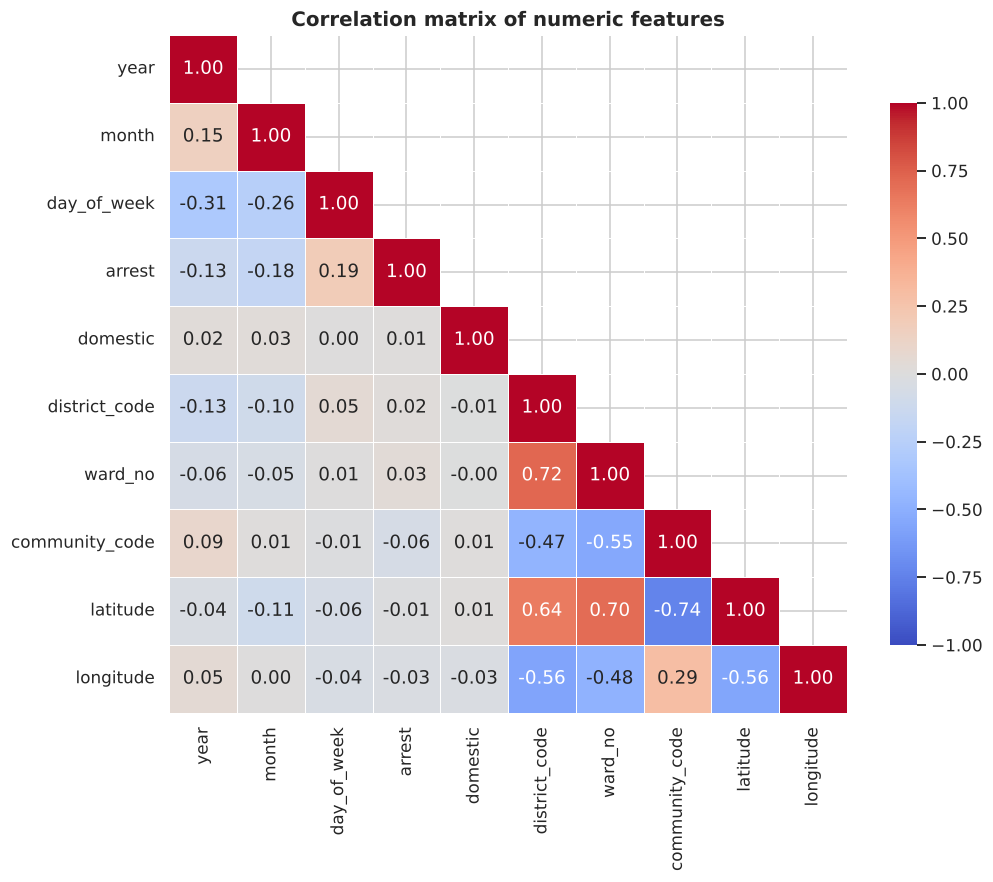 Correlation matrix of numeric features
year 1.00
month 0.15 1.00
day_of_week -0.31 -0.26 1.00
arrest -0.13 -0.18 0.19 1.00
domestic 0.02 0.03 0.00 0.01 1.00
district_code -0.13 -0.10 0.05 0.02 -0.01 1.00
ward_no -0.06 -0.05 0.01 0.03 -0.00 0.72 1.00
community_code 0.09 0.01 -0.01 -0.06 0.01 -0.47 -0.55 1.00
latitude -0.04 -0.11 -0.06 -0.01 0.01 0.64 0.70 -0.74 1.00
longitude 0.05 0.00 -0.04 -0.03 -0.03 -0.56 -0.48 0.29 -0.56 1.00
year
month
day_of_week
arrest
domestic
district_code
ward_no
community_code
latitude
longitude
1.00
0.75
0.50
0.25
0.00
−0.25
−0.50
−0.75
−1.00